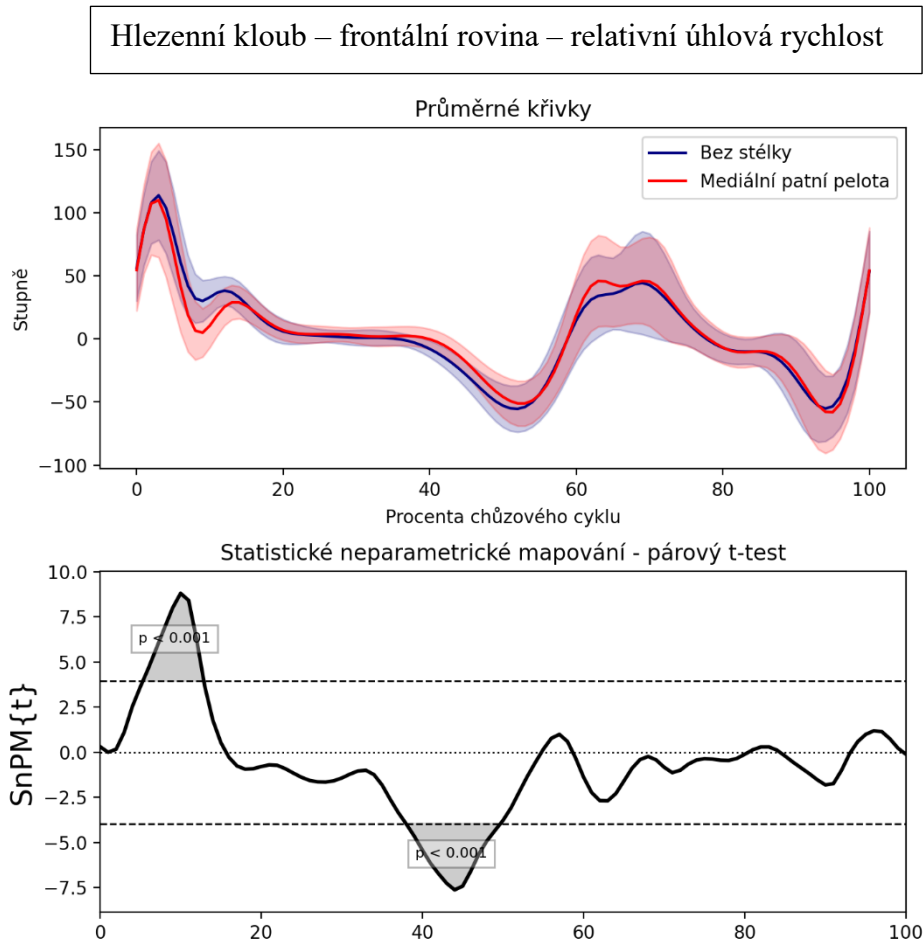 Hlezenní kloub – frontální rovina – relativní úhlová rychlost
Průměrné křivky
Bez stélky
Mediální patní pelota
150
100
50
0
−50
−100
Stupně
0
20
40
60
80
100
Procenta chůzového cyklu
Statistické neparametrické mapování - párový t-test
10.0
7.5
5.0
2.5
0.0
−2.5
−5.0
−7.5
SnPM{t}
p < 0.001
p < 0.001
0
20
40
60
80
100